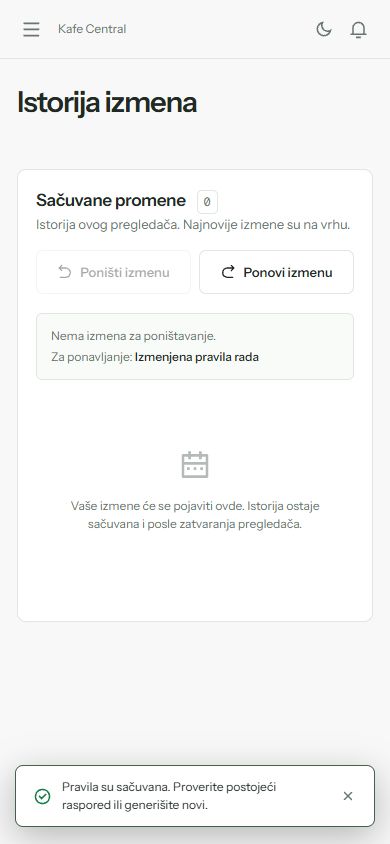 Kafe Central
Istorija izmena
Sačuvane promene 0
Istorija ovog pregledača. Najnovije izmene su na vrhu.
Poništi izmenu Ponovi izmenu
Nema izmena za poništavanje.
Za ponavljanje: Izmenjena pravila rada
Vaše izmene će se pojaviti ovde. Istorija ostaje
sačuvana i posle zatvaranja pregledača.
Pravila su sačuvana. Proverite postojeći
raspored ili generišite novi.